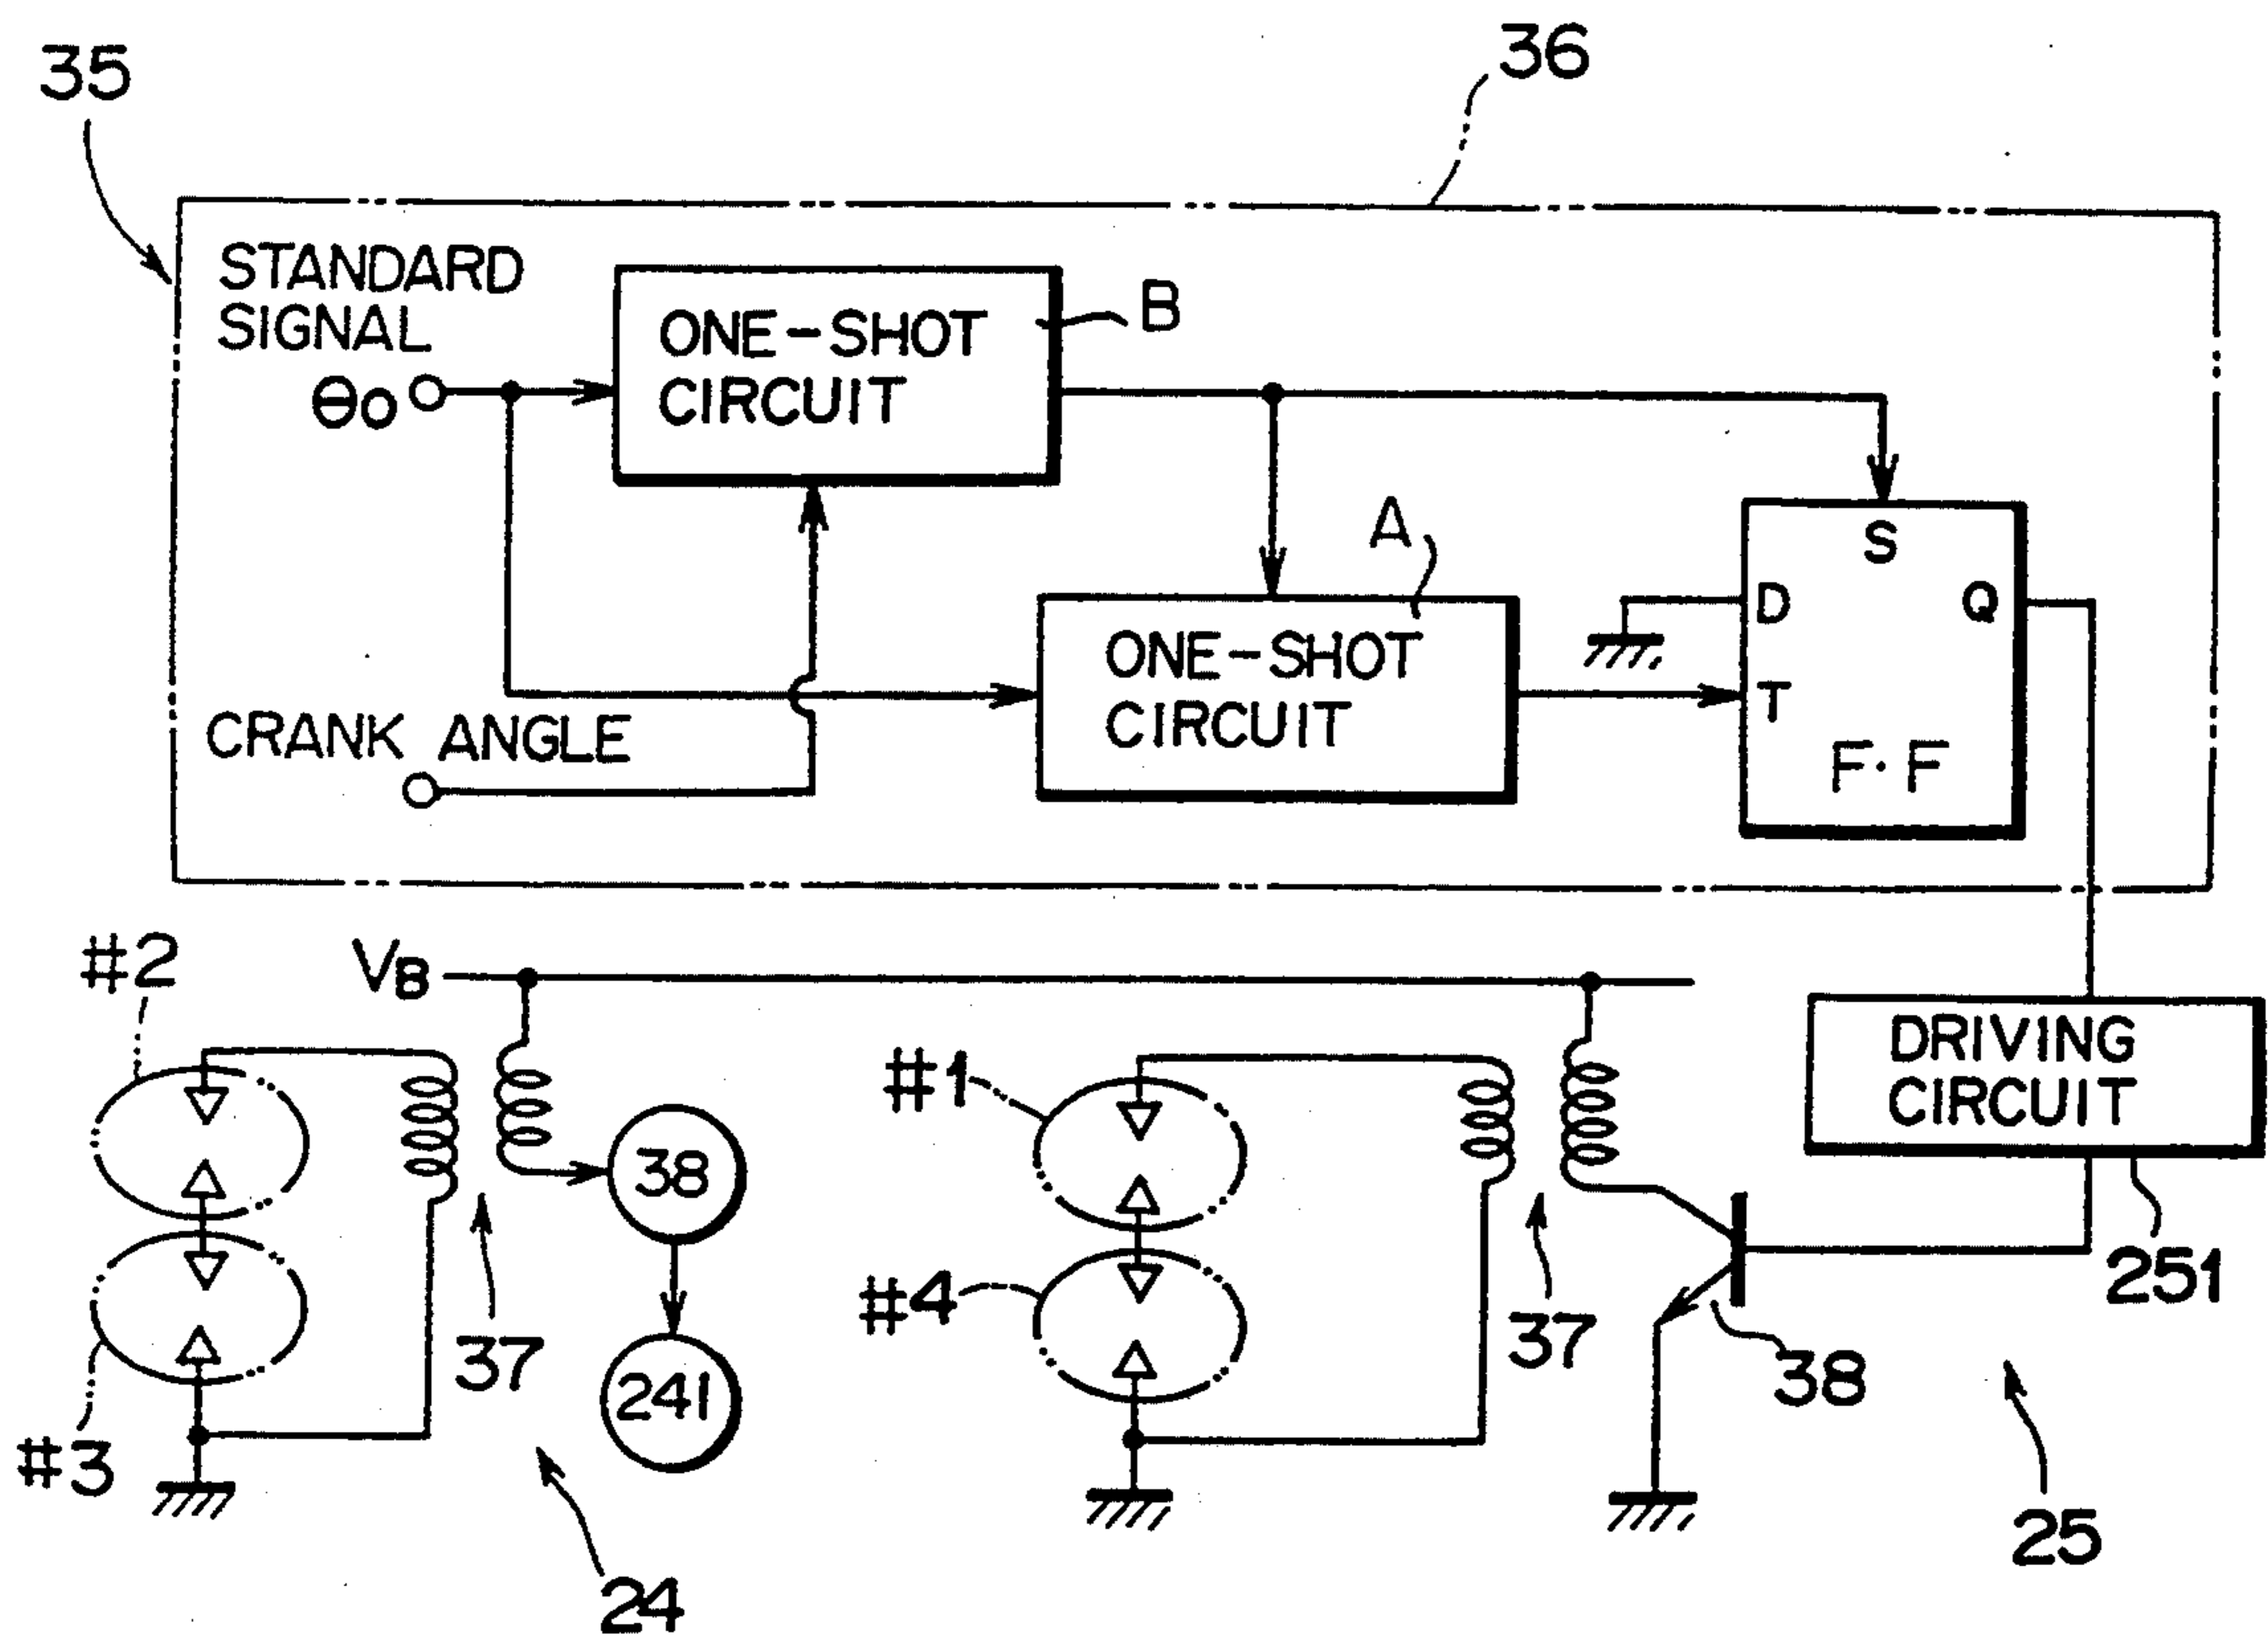 35
36
STANDARD
SIGNAL
θo
ONE-SHOT
CIRCUIT
B
A
S
D
Q
T
F·F
ONE-SHOT
CIRCUIT
CRANK ANGLE
#2
VB
#1
DRIVING
CIRCUIT
38
#4
251
37
37
38
241
#3
25
24